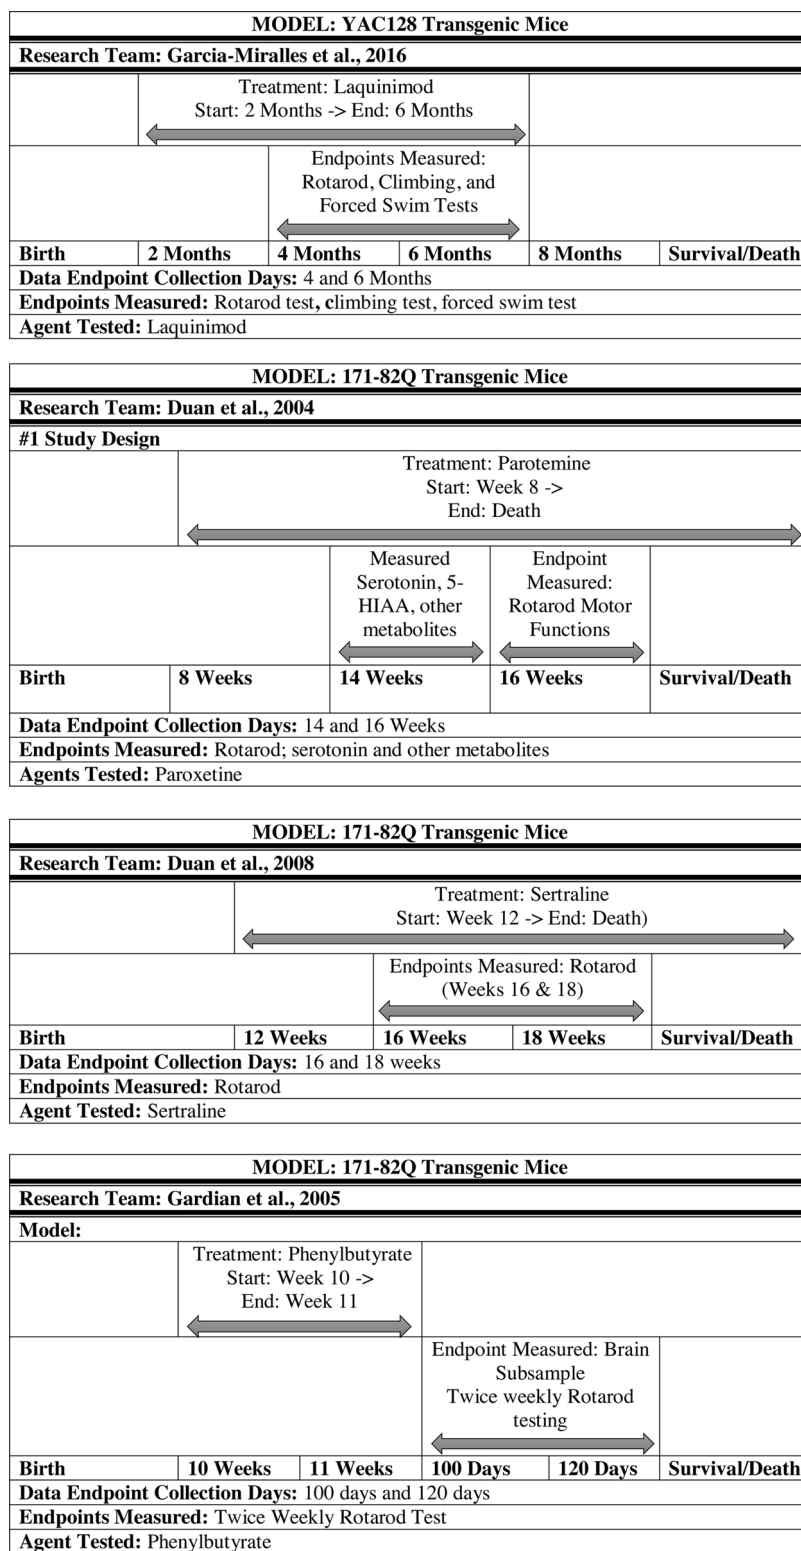 MODEL: YAC128 Transgenic Mice
Research Team: Garcia-Miralles et al., 2016
Treatment: Laquinimod
Start: 2 Months -> End: 6 Months
Endpoints Measured:
Rotarod, Climbing, and
Forced Swim Tests
Birth 2 Months 4 Months 6 Months 8 Months Survival/Death
Data Endpoint Collection Days: 4 and 6 Months
Endpoints Measured: Rotarod test, climbing test, forced swim test
Agent Tested: Laquinimod
MODEL: 171-82Q Transgenic Mice
Research Team: Duan et al., 2004
#1 Study Design
Treatment: Parotemine
Start: Week 8 ->
End: Death
Measured
Serotonin, 5-
HIAA, other
metabolites
Endpoint
Measured:
Rotarod Motor
Functions
Birth 8 Weeks 14 Weeks 16 Weeks Survival/Death
Data Endpoint Collection Days: 14 and 16 Weeks
Endpoints Measured: Rotarod; serotonin and other metabolites
Agents Tested: Paroxetine
MODEL: 171-82Q Transgenic Mice
Research Team: Duan et al., 2008
Treatment: Sertraline
Start: Week 12 -> End: Death)
Endpoints Measured: Rotarod
(Weeks 16 & 18)
Birth 12 Weeks 16 Weeks 18 Weeks Survival/Death
Data Endpoint Collection Days: 16 and 18 weeks
Endpoints Measured: Rotarod
Agent Tested: Sertraline
MODEL: 171-82Q Transgenic Mice
Research Team: Gardian et al., 2005
Model:
Treatment: Phenylbutyrate
Start: Week 10 ->
End: Week 11
Endpoint Measured: Brain
Subsample
Twice weekly Rotarod
testing
Birth 10 Weeks 11 Weeks 100 Days 120 Days Survival/Death
Data Endpoint Collection Days: 100 days and 120 days
Endpoints Measured: Twice Weekly Rotarod Test
Agent Tested: Phenylbutyrate